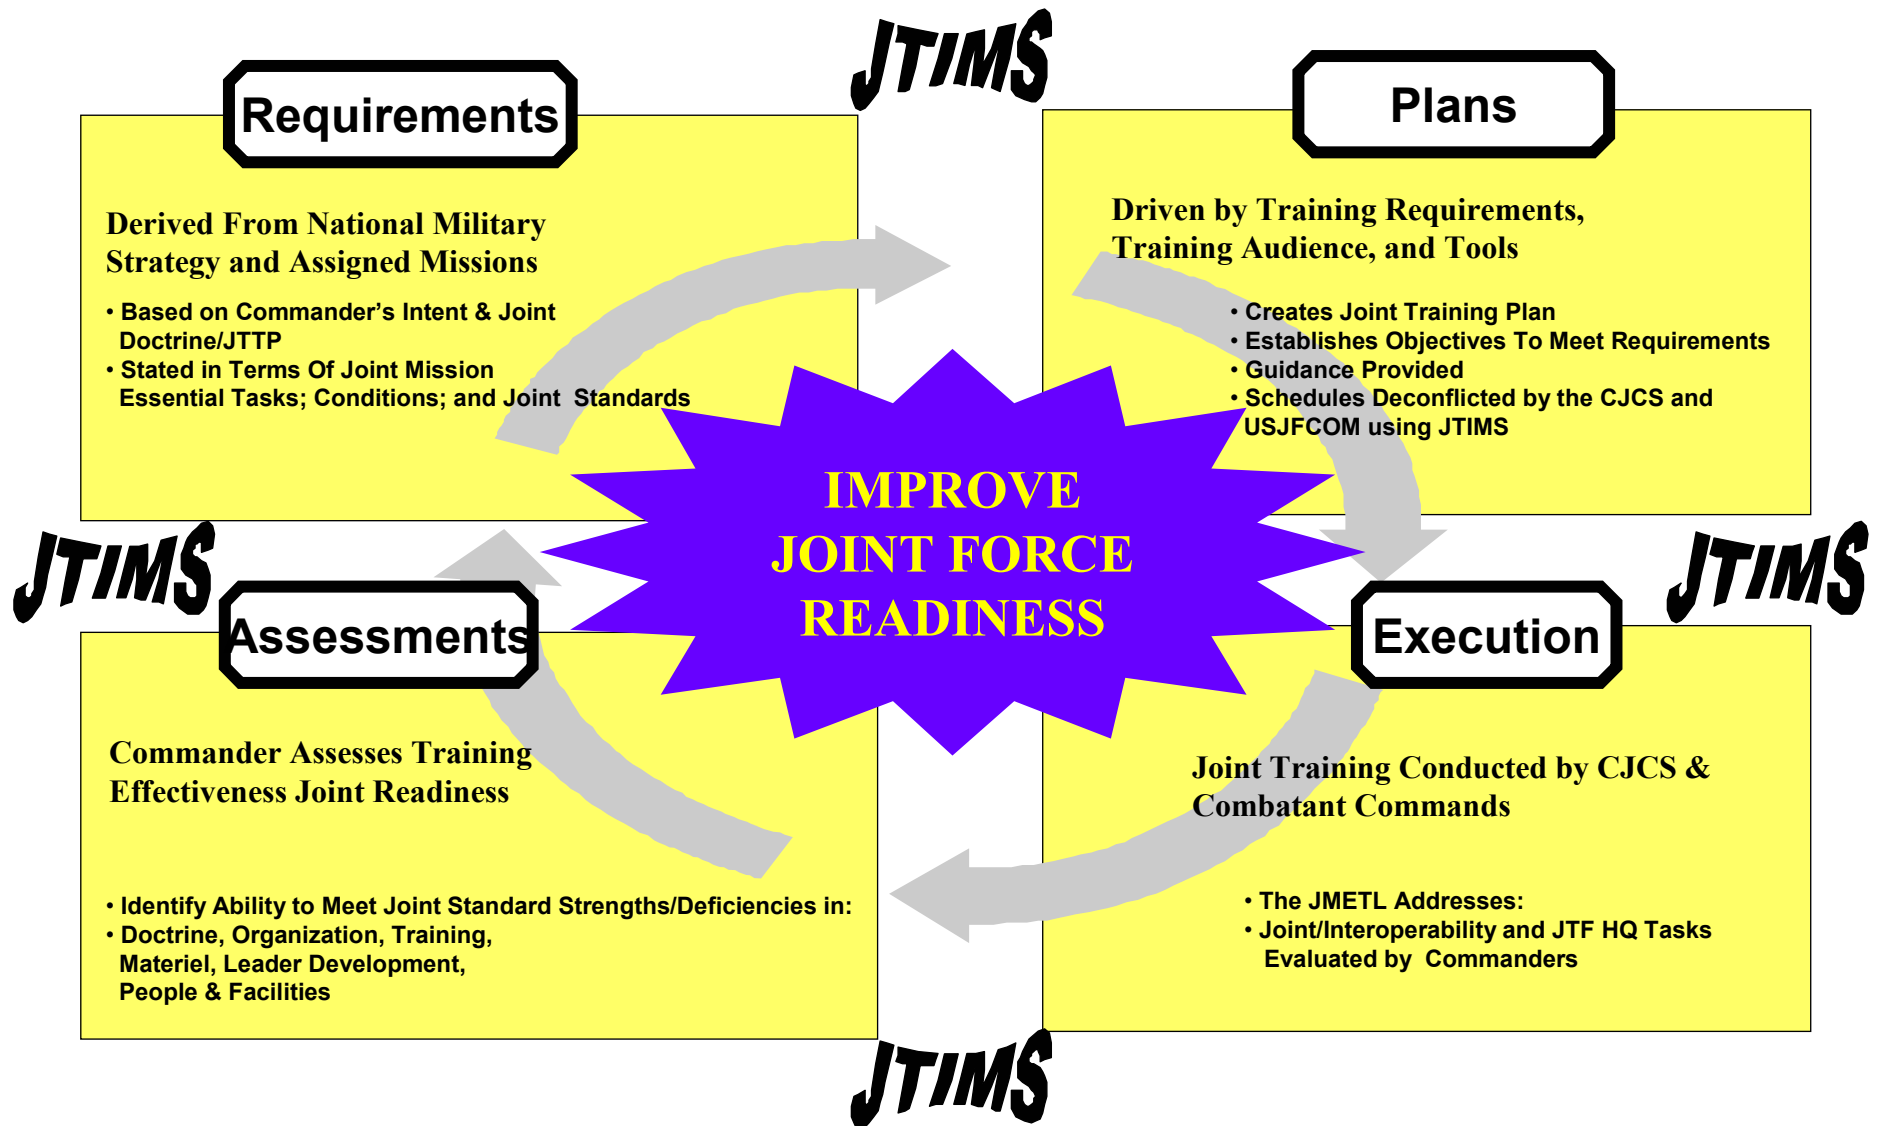 JTIMS
Requirements
Derived From National Military
Strategy and Assigned Missions
• Based on Commander's Intent & Joint
Doctrine/JTTP
• Stated in Terms Of Joint Mission
Essential Tasks; Conditions; and Joint Standards
Plans
Driven by Training Requirements,
Training Audience, and Tools
• Creates Joint Training Plan
• Establishes Objectives To Meet Requirements
• Guidance Provided
• Schedules Deconflicted by the CJCS and
USJFCOM using JTIMS
IMPROVE
JOINT FORCE
READINESS
JTIMS
JTIMS
Assessments
Commander Assesses Training
Effectiveness Joint Readiness
• Identify Ability to Meet Joint Standard Strengths/Deficiencies in:
• Doctrine, Organization, Training,
Materiel, Leader Development,
People & Facilities
Execution
Joint Training Conducted by CJCS &
Combatant Commands
• The JMETL Addresses:
• Joint/Interoperability and JTF HQ Tasks
Evaluated by Commanders
JTIMS